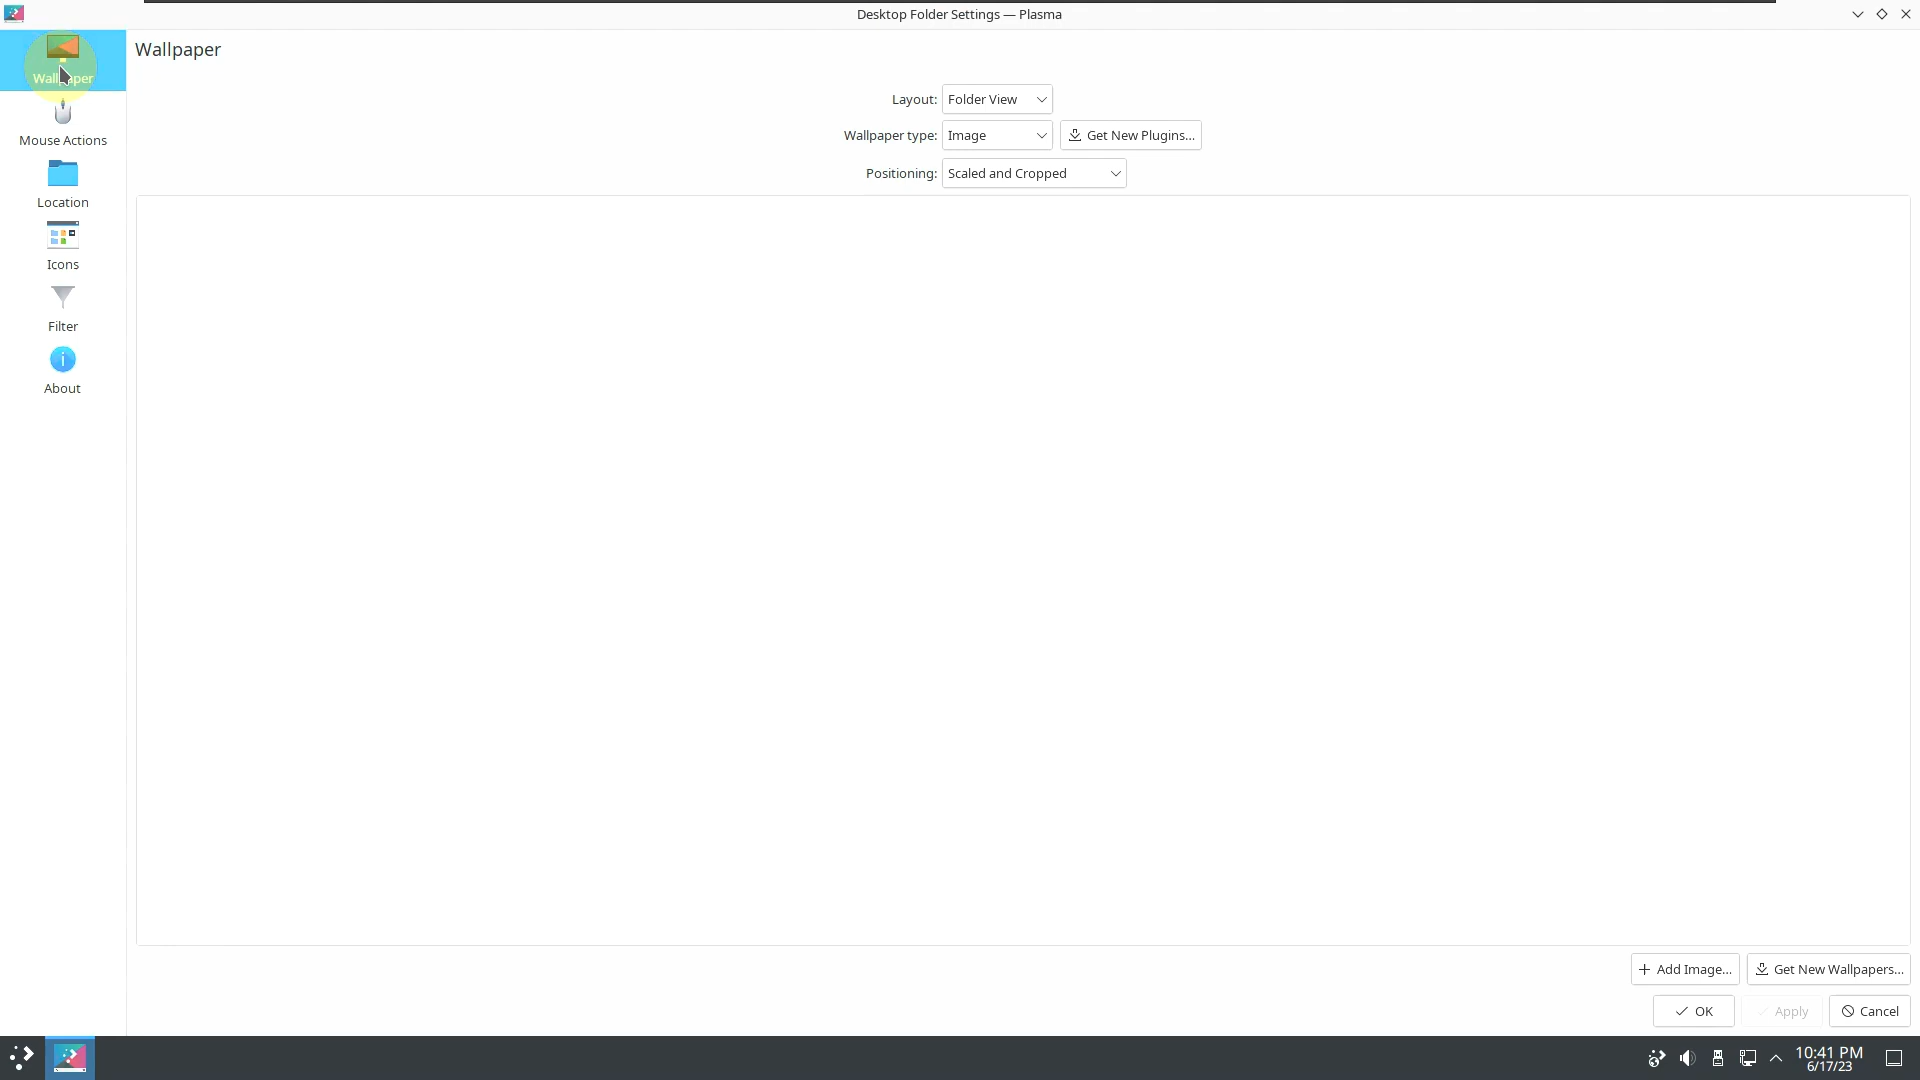 Desktop Folder Settings — Plasma
Wallpaper
Wallpaper
Layout: Folder View
Mouse Actions
Wallpaper type: Image Get New Plugins...
Positioning: Scaled and Cropped
Location
Icons
Filter
About
Add Image... Get New Wallpapers...
OK Apply Cancel
10:41 PM
6/17/23